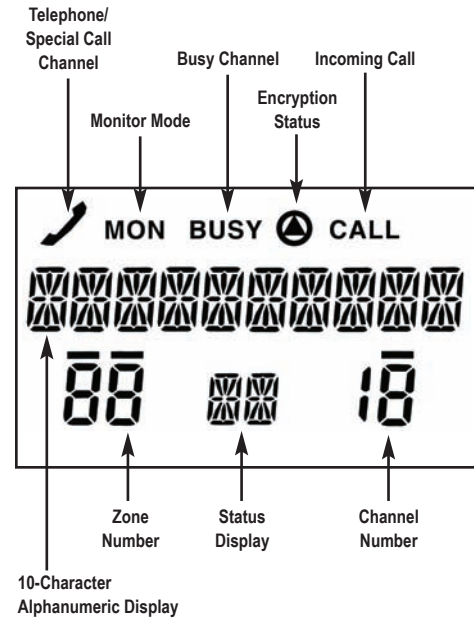 Telephone/
Special Call
Channel
Monitor Mode
Busy Channel
Encryption
Status
Incoming Call
MON BUSY CALL
88 18
Zone
Number
Status
Display
Channel
Number
10-Character
Alphanumeric Display